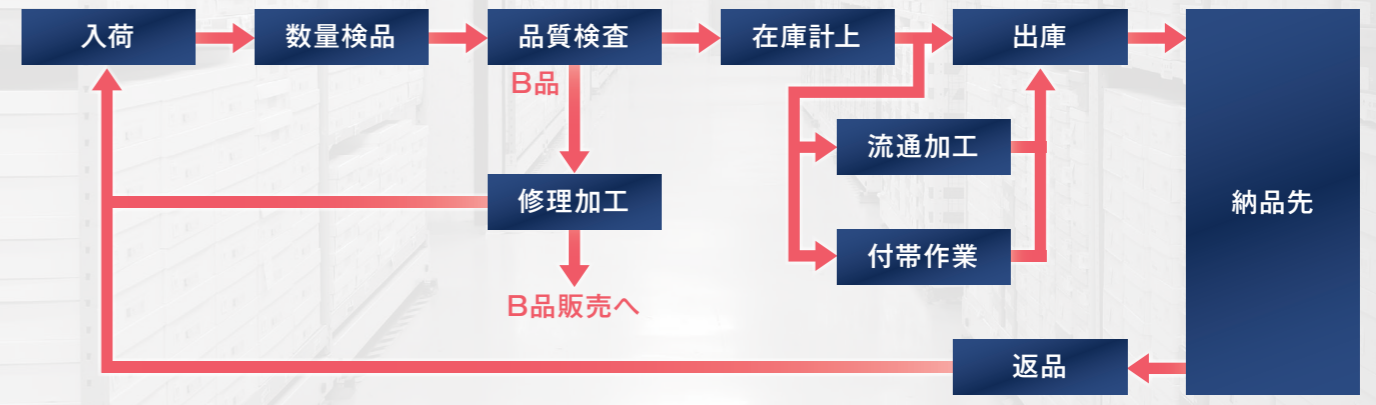 入荷
数量検品
品質検査
在庫計上
出庫
B品
流通加工
修理加工
納品先
付帯作業
B品販売へ
返品